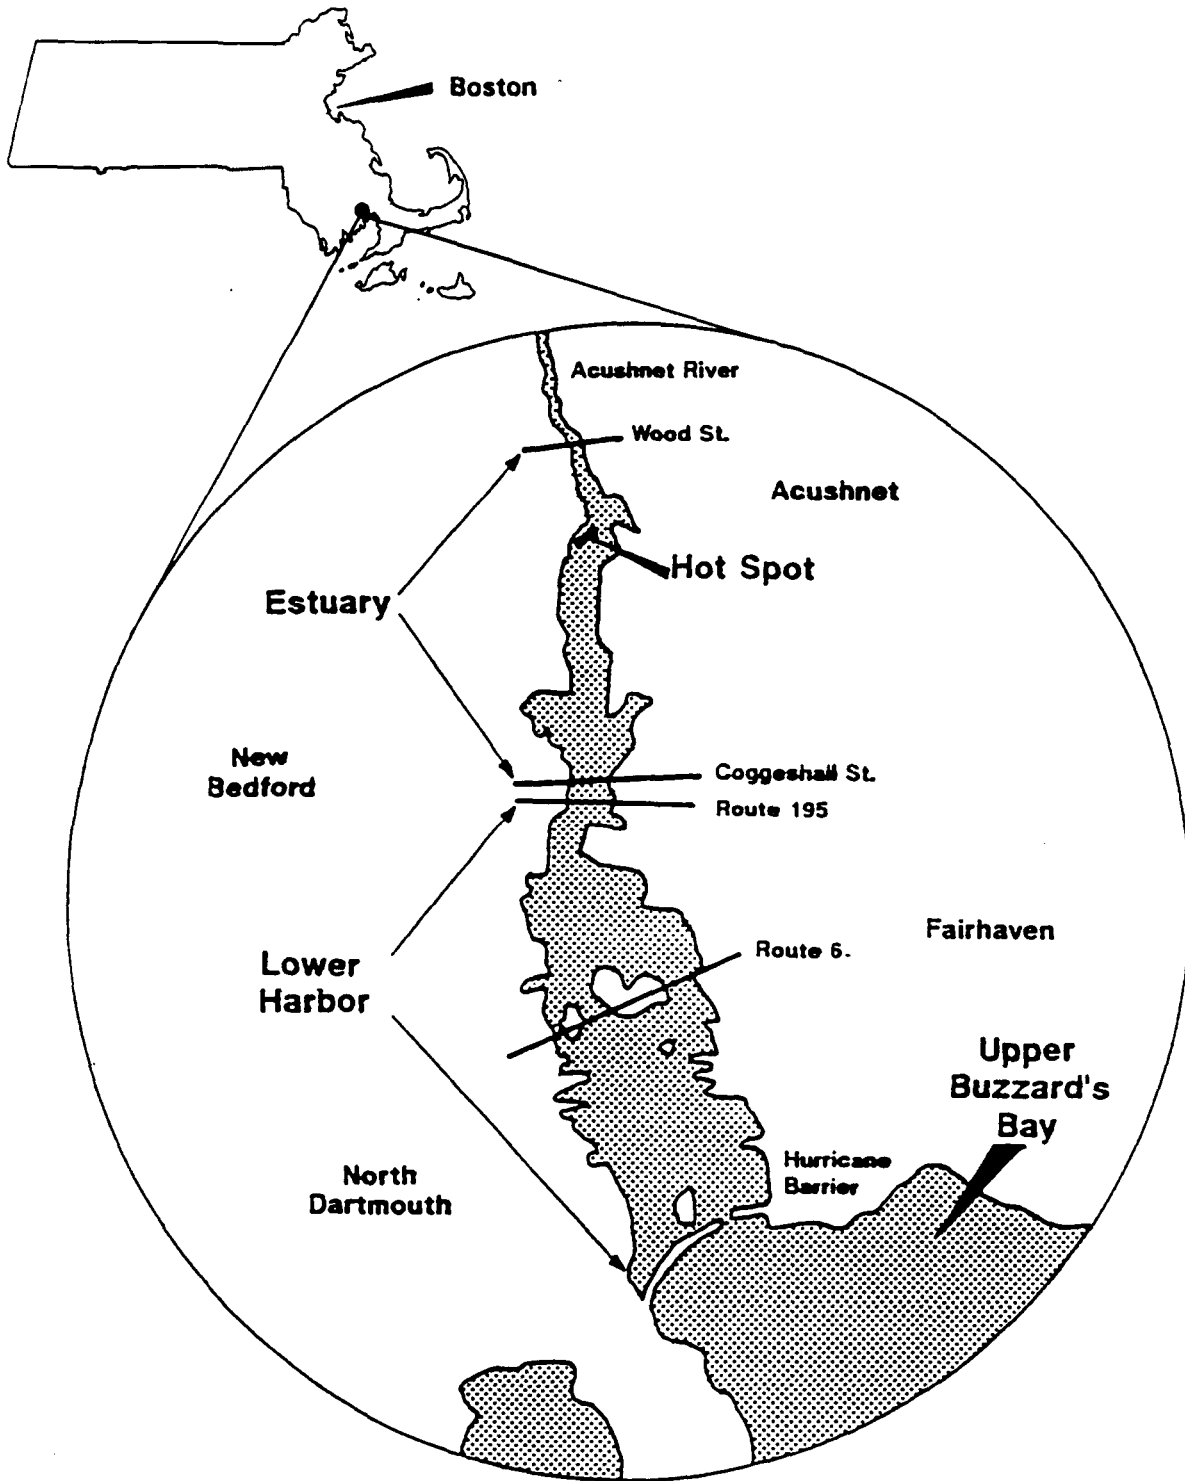 Boston
Acushnet River
Wood St.
Acushnet
Hot Spot
Estuary
New
Bedford
Coggeshall St.
Route 195
Fairhaven
Route 6.
Lower
Harbor
Upper
Buzzard's
Bay
Hurricane
Barrier
North
Dartmouth